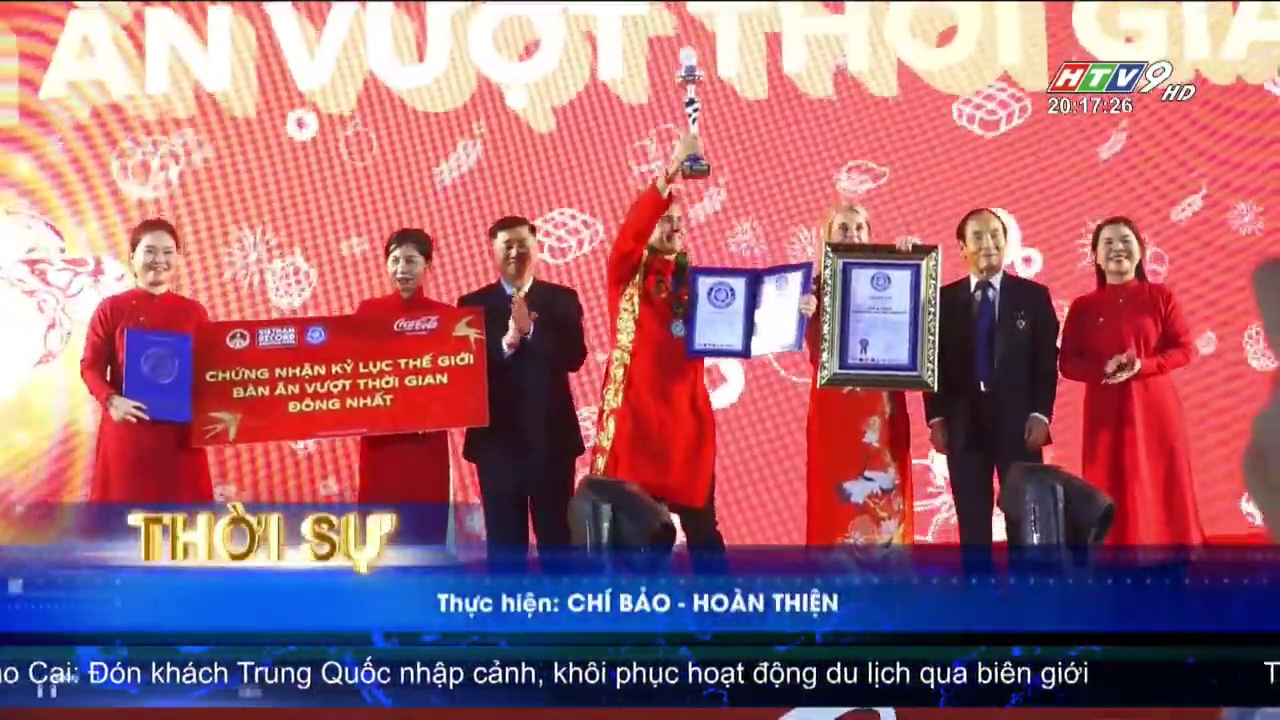 ĂN VƯỢT THỜI GIA
HTV9 HD
20:17:26
VIETNAM
RECORD
Coca-Cola
CHỨNG NHẬN KỶ LỤC THẾ GIỚI
BÀN ĂN VƯỢT THỜI GIAN
ĐÔNG NHẤT
THỜI SỰ
Thực hiện: CHÍ BẢO - HOÀN THIỆN
ào Cai: Đón khách Trung Quốc nhập cảnh, khôi phục hoạt động du lịch qua biên giới T